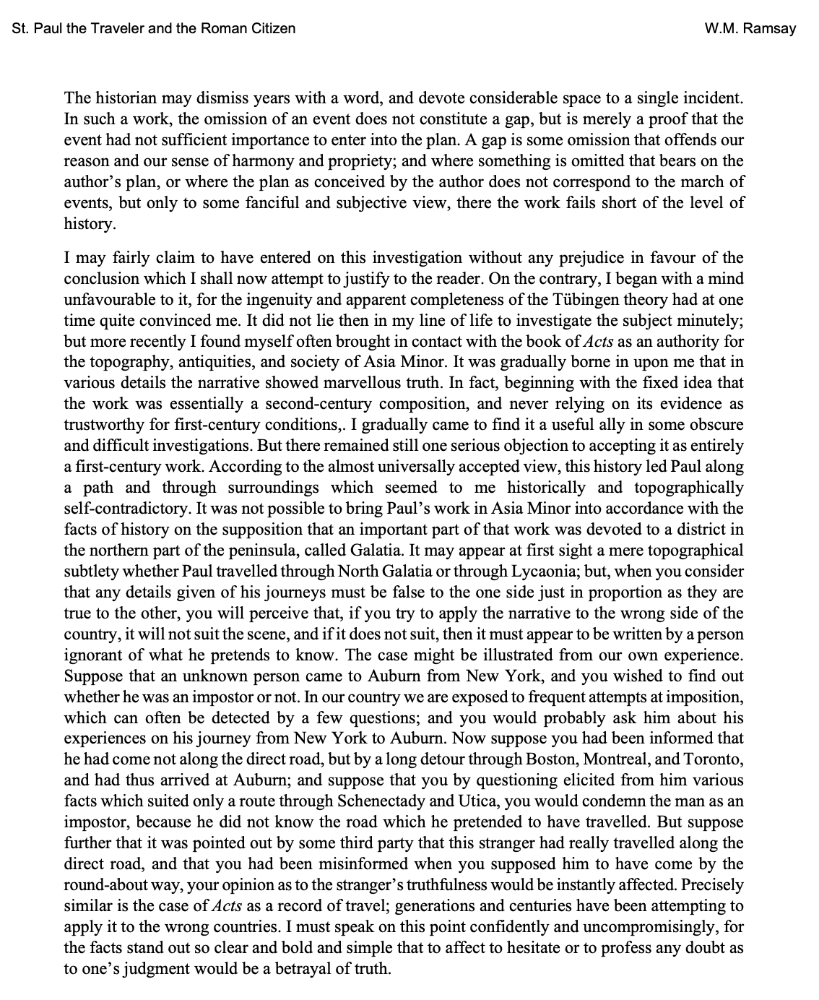 St. Paul the Traveler and the Roman Citizen W.M. Ramsay
The historian may dismiss years with a word, and devote considerable space to a single incident.
In such a work, the omission of an event does not constitute a gap, but is merely a proof that the
event had not sufficient importance to enter into the plan. A gap is some omission that offends our
reason and our sense of harmony and propriety; and where something is omitted that bears on the
author’s plan, or where the plan as conceived by the author does not correspond to the march of
events, but only to some fanciful and subjective view, there the work fails short of the level of
history.
I may fairly claim to have entered on this investigation without any prejudice in favour of the
conclusion which I shall now attempt to justify to the reader. On the contrary, I began with a mind
unfavourable to it, for the ingenuity and apparent completeness of the Tübingen theory had at one
time quite convinced me. It did not lie then in my line of life to investigate the subject minutely;
but more recently I found myself often brought in contact with the book of Acts as an authority for
the topography, antiquities, and society of Asia Minor. It was gradually borne in upon me that in
various details the narrative showed marvellous truth. In fact, beginning with the fixed idea that
the work was essentially a second-century composition, and never relying on its evidence as
trustworthy for first-century conditions,. I gradually came to find it a useful ally in some obscure
and difficult investigations. But there remained still one serious objection to accepting it as entirely
a first-century work. According to the almost universally accepted view, this history led Paul along
a path and through surroundings which seemed to me historically and topographically
self-contradictory. It was not possible to bring Paul’s work in Asia Minor into accordance with the
facts of history on the supposition that an important part of that work was devoted to a district in
the northern part of the peninsula, called Galatia. It may appear at first sight a mere topographical
subtlety whether Paul travelled through North Galatia or through Lycaonia; but, when you consider
that any details given of his journeys must be false to the one side just in proportion as they are
true to the other, you will perceive that, if you try to apply the narrative to the wrong side of the
country, it will not suit the scene, and if it does not suit, then it must appear to be written by a person
ignorant of what he pretends to know. The case might be illustrated from our own experience.
Suppose that an unknown person came to Auburn from New York, and you wished to find out
whether he was an impostor or not. In our country we are exposed to frequent attempts at imposition,
which can often be detected by a few questions; and you would probably ask him about his
experiences on his journey from New York to Auburn. Now suppose you had been informed that
he had come not along the direct road, but by a long detour through Boston, Montreal, and Toronto,
and had thus arrived at Auburn; and suppose that you by questioning elicited from him various
facts which suited only a route through Schenectady and Utica, you would condemn the man as an
impostor, because he did not know the road which he pretended to have travelled. But suppose
further that it was pointed out by some third party that this stranger had really travelled along the
direct road, and that you had been misinformed when you supposed him to have come by the
round-about way, your opinion as to the stranger’s truthfulness would be instantly affected. Precisely
similar is the case of Acts as a record of travel; generations and centuries have been attempting to
apply it to the wrong countries. I must speak on this point confidently and uncompromisingly, for
the facts stand out so clear and bold and simple that to affect to hesitate or to profess any doubt as
to one’s judgment would be a betrayal of truth.